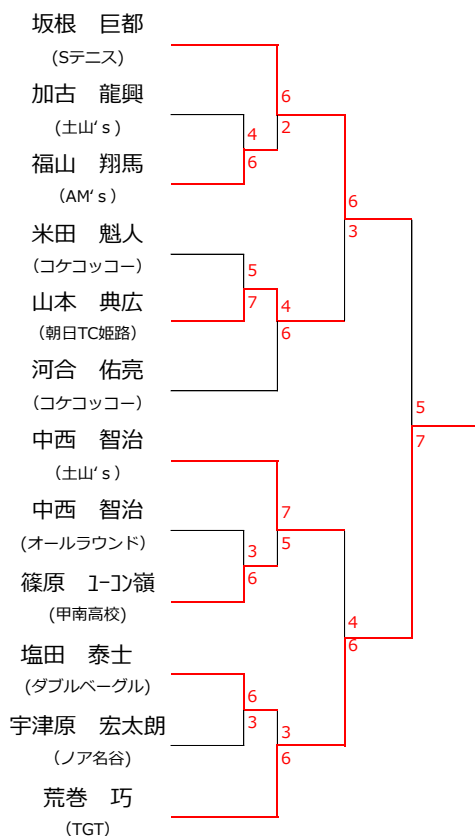 坂根　巨都
(Sテニス)
6
加古　龍興
(土山‘ｓ)
2
4
福山　翔馬
6
(AM‘ｓ)
6
米田　魁人
3
(コケコッコー)
5
山本　典広
7
4
(朝日TC姫路)
6
河合　佑亮
(コケコッコー)
5
中西　智治
7
(土山‘ｓ)
7
中西　智治
5
(オールラウンド)
3
篠原　ﾕｰｺﾝ嶺
6
(甲南高校)
4
6
塩田　泰士
(ダブルベーグル)
6
3
宇津原　宏太朗
3
(ノア名谷)
6
荒巻　巧
(TGT)